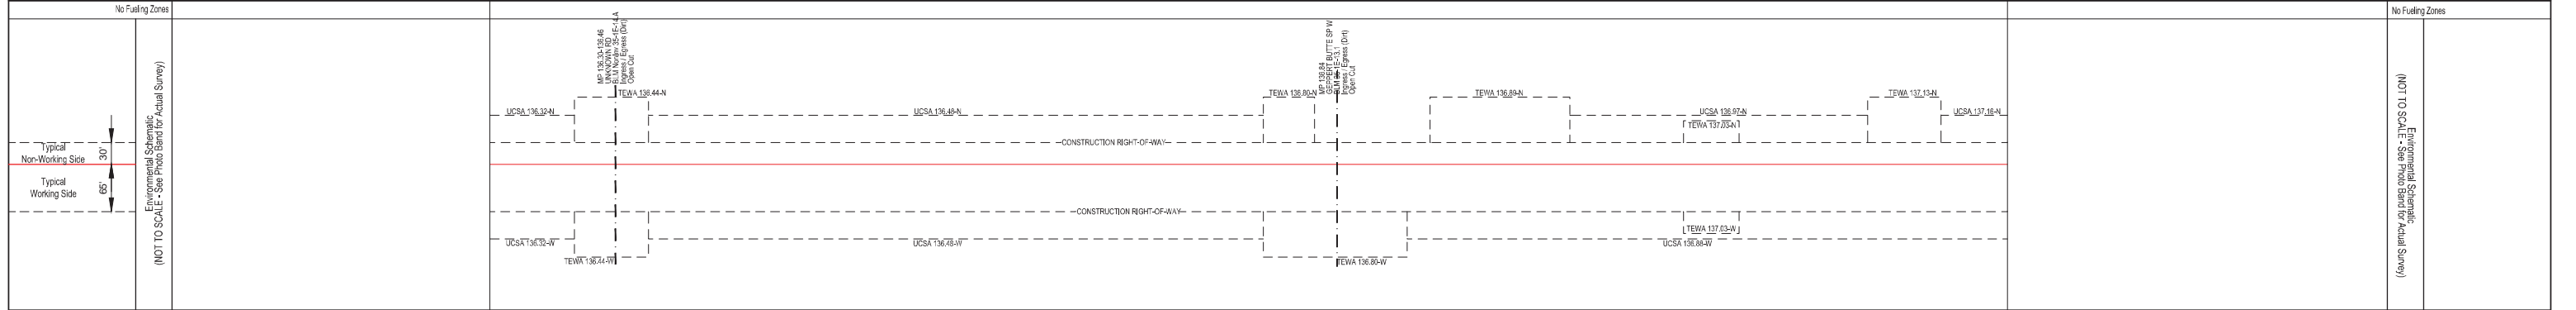 No Fueling Zones
No Fueling Zones
Environmental Schematic
(NOT TO SCALE - See Photo Band for Actual Survey)
Typical
Non-Working Side
30'
Typical
Working Side
65'
MP 136.30-136.46
UNKNOWN RD
Ingress / Egress (Dirt)
Open Cut
MP 136.84
GEPPERT BUTTE SP W
Ingress / Egress (Dirt)
Open Cut
TEWA 136.44-N
TEWA 136.80-N
TEWA 136.89-N
TEWA 137.13-N
UCSA 136.32-N
UCSA 136.48-N
UCSA 136.97-N
UCSA 137.16-N
TEWA 137.03-N
CONSTRUCTION RIGHT-OF-WAY
CONSTRUCTION RIGHT-OF-WAY
TEWA 137.03-W
UCSA 136.32-W
UCSA 136.48-W
UCSA 136.88-W
TEWA 136.44-W
TEWA 136.80-W
Environmental Schematic
(NOT TO SCALE - See Photo Band for Actual Survey)